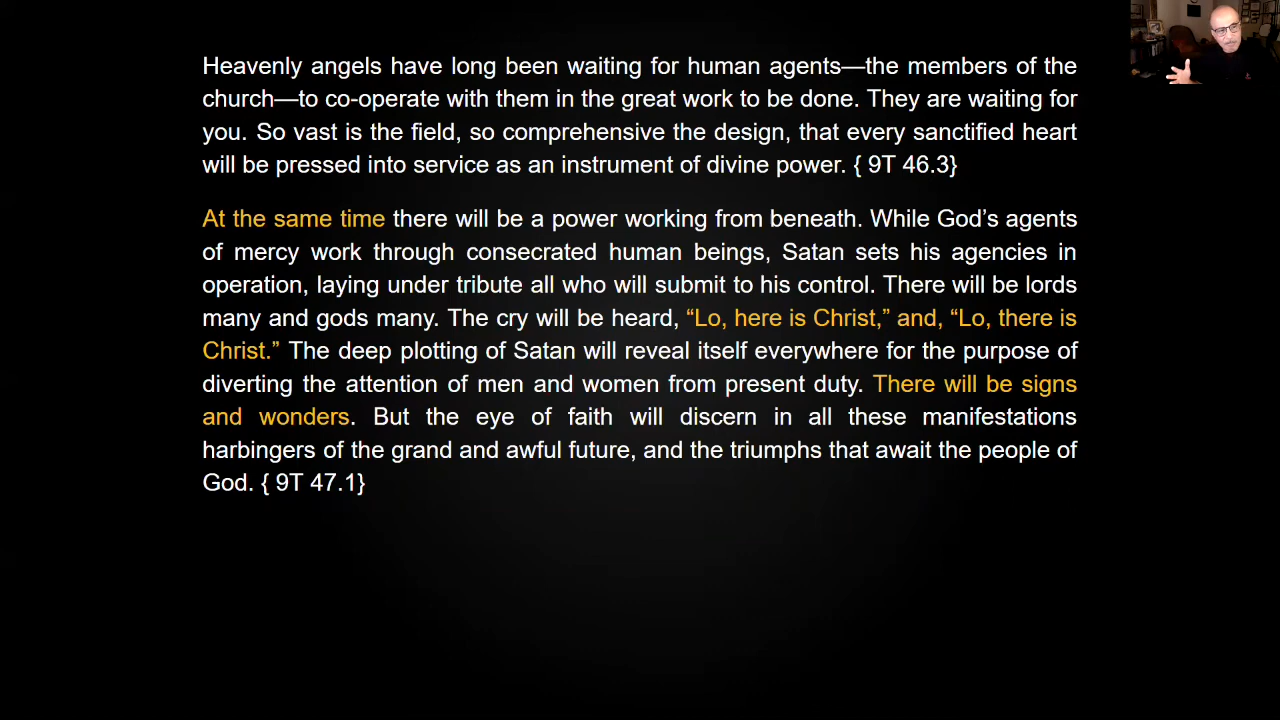 Heavenly angels have long been waiting for human agents—the members of the
church—to co-operate with them in the great work to be done. They are waiting for
you. So vast is the field, so comprehensive the design, that every sanctified heart
will be pressed into service as an instrument of divine power. { 9T 46.3}
At the same time there will be a power working from beneath. While God’s agents
of mercy work through consecrated human beings, Satan sets his agencies in
operation, laying under tribute all who will submit to his control. There will be lords
many and gods many. The cry will be heard, “Lo, here is Christ,” and, “Lo, there is
Christ.” The deep plotting of Satan will reveal itself everywhere for the purpose of
diverting the attention of men and women from present duty. There will be signs
and wonders. But the eye of faith will discern in all these manifestations
harbingers of the grand and awful future, and the triumphs that await the people of
God. { 9T 47.1}